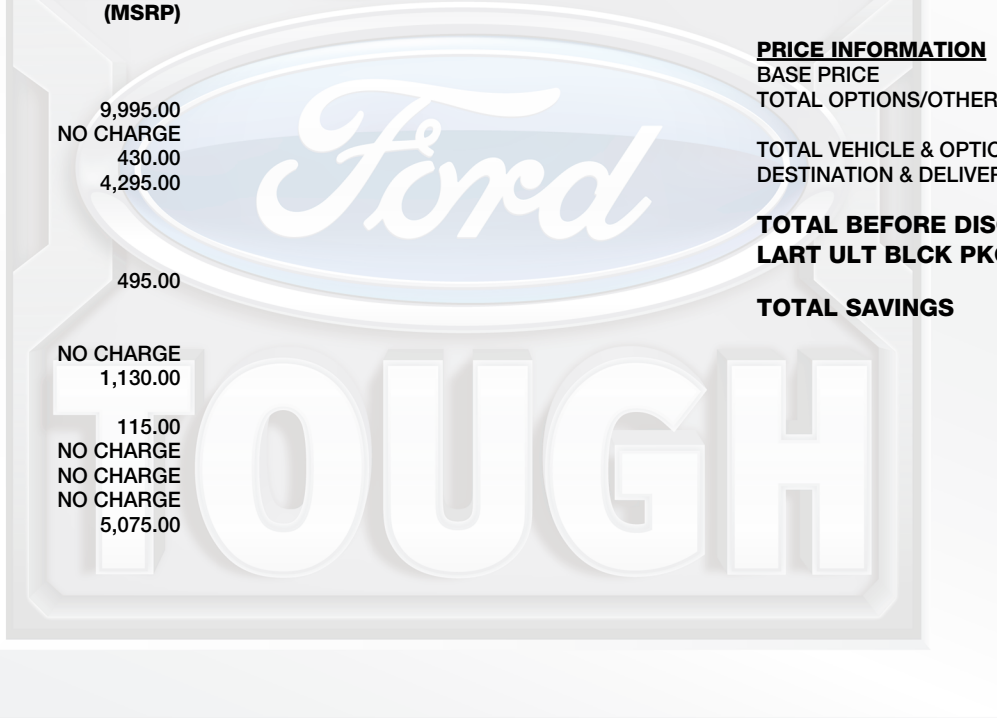 (MSRP)
9,995.00
NO CHARGE
430.00
4,295.00
495.00
NO CHARGE
1,130.00
115.00
NO CHARGE
NO CHARGE
NO CHARGE
5,075.00
PRICE INFORMATION
BASE PRICE
TOTAL OPTIONS/OTHER
TOTAL VEHICLE & OPTIO
DESTINATION & DELIVER
TOTAL BEFORE DIS
LART ULT BLCK PK
TOTAL SAVINGS
Ford
TOUGH